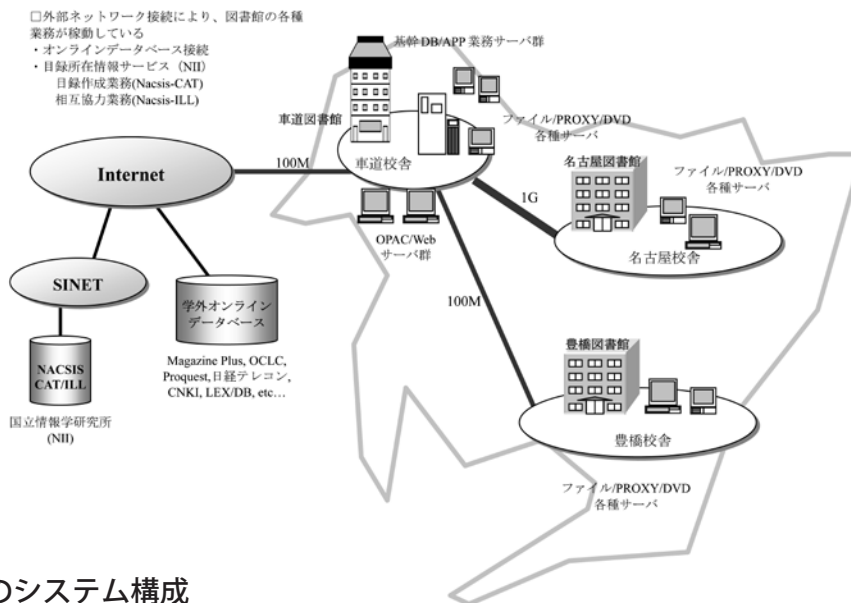 □外部ネットワーク接続により、図書館の各種
業務が稼動している
・オンラインデータベース接続
・目録所在情報サービス（NII）
目録作成業務(Nacsis-CAT)
相互協力業務(Nacsis-ILL)
基幹DB/APP業務サーバ群
車道図書館
ファイル/PROXY/DVD
各種サーバ
車道校舎
100M
Internet
名古屋図書館
ファイル/PROXY/DVD
各種サーバ
1G
OPAC/Web
サーバ群
名古屋校舎
SINET
学外オンライン
データベース
100M
NACSIS
CAT/ILL
Magazine Plus, OCLC,
Proquest,日経テレコン,
CNKI, LEX/DB, etc…
国立情報学研究所
(NII)
豊橋図書館
豊橋校舎
ファイル/PROXY/DVD
各種サーバ
のシステム構成